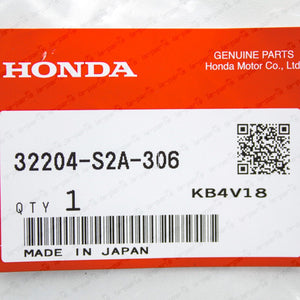 GENUINE PARTS
HONDA
Honda Motor Co., Ltd.
32204-S2A-306
QTY 1
KB4V18
MADE IN JAPAN